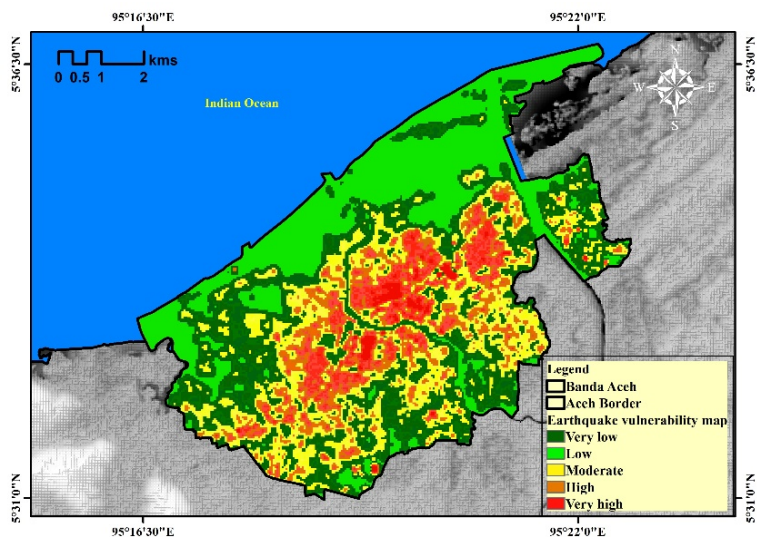 95°16'30"E
95°22'0"E
5°36'30"N
5°36'30"N
0 0.5 1 2 kms
Indian Ocean
N
W E
S
Legend
Banda Aceh
Aceh Border
Earthquake vulnerability map
Very low
Low
Moderate
High
Very high
5°31'0"N
5°31'0"N
95°16'30"E
95°22'0"E